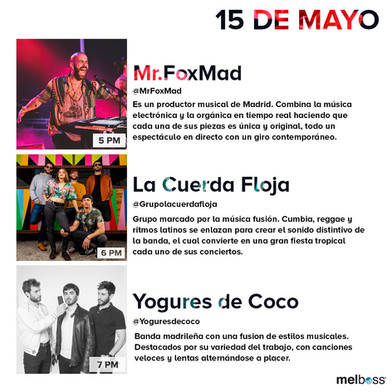 15 DE MAYO
Mr.FoxMad
@MrFoxMad
Es un productor musical de Madrid. Combina la música
electrónica y la orgánica en tiempo real haciendo que
cada una de sus piezas es única y original, todo un
espectáculo en directo con un giro contemporáneo.
5 PM
La Cuerda Floja
@Grupolacuerdafloja
Grupo marcado por la música fusión. Cumbia, reggae y
ritmos latinos se enlazan para crear el sonido distintivo de
la banda, el cual convierte en una gran fiesta tropical
cada uno de sus conciertos.
6 PM
Yogures de Coco
@Yoguresdecoco
Banda madrileña con una fusion de estilos musicales.
Destacados por su variedad del trabajo, con canciones
veloces y lentas alternándose a placer.
7 PM
melboss